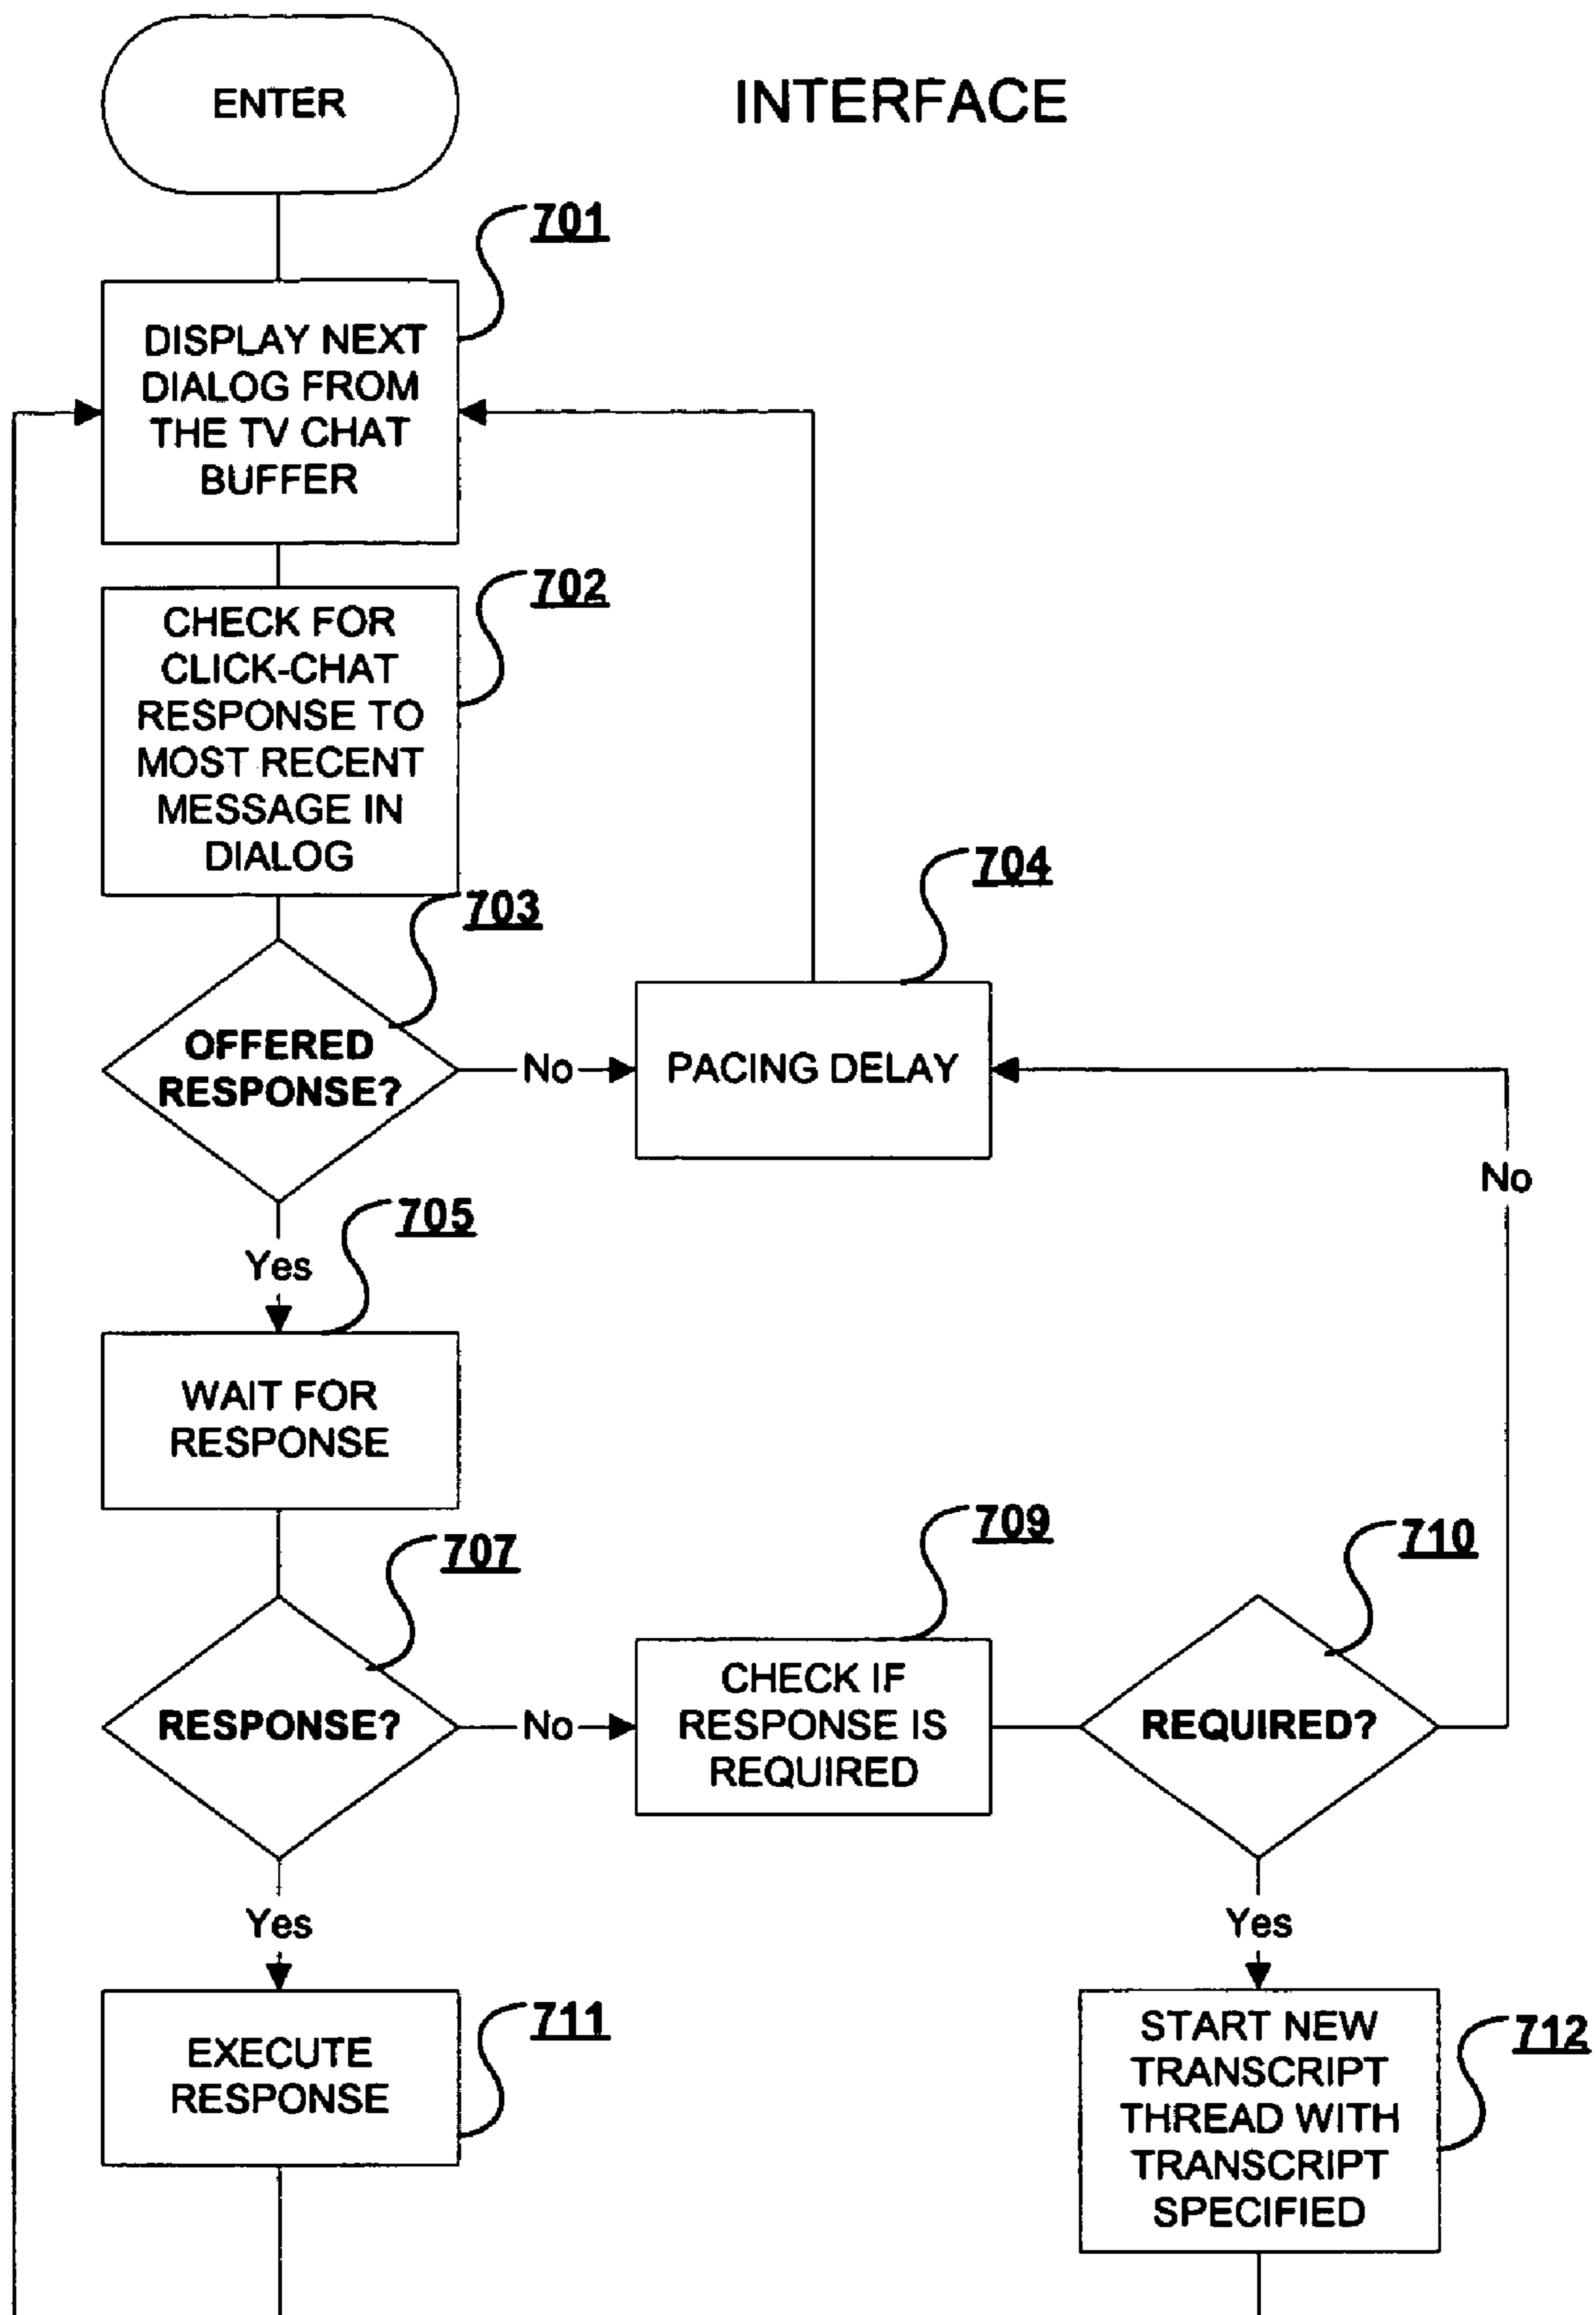 ENTER
INTERFACE
701
DISPLAY NEXT
DIALOG FROM
THE TV CHAT
BUFFER
702
CHECK FOR
CLICK-CHAT
RESPONSE TO
MOST RECENT
MESSAGE IN
DIALOG
703
704
OFFERED
RESPONSE?
No
PACING DELAY
No
705
Yes
WAIT FOR
RESPONSE
707
709
710
RESPONSE?
No
CHECK IF
RESPONSE IS
REQUIRED
REQUIRED?
Yes
Yes
711
EXECUTE
RESPONSE
712
START NEW
TRANSCRIPT
THREAD WITH
TRANSCRIPT
SPECIFIED